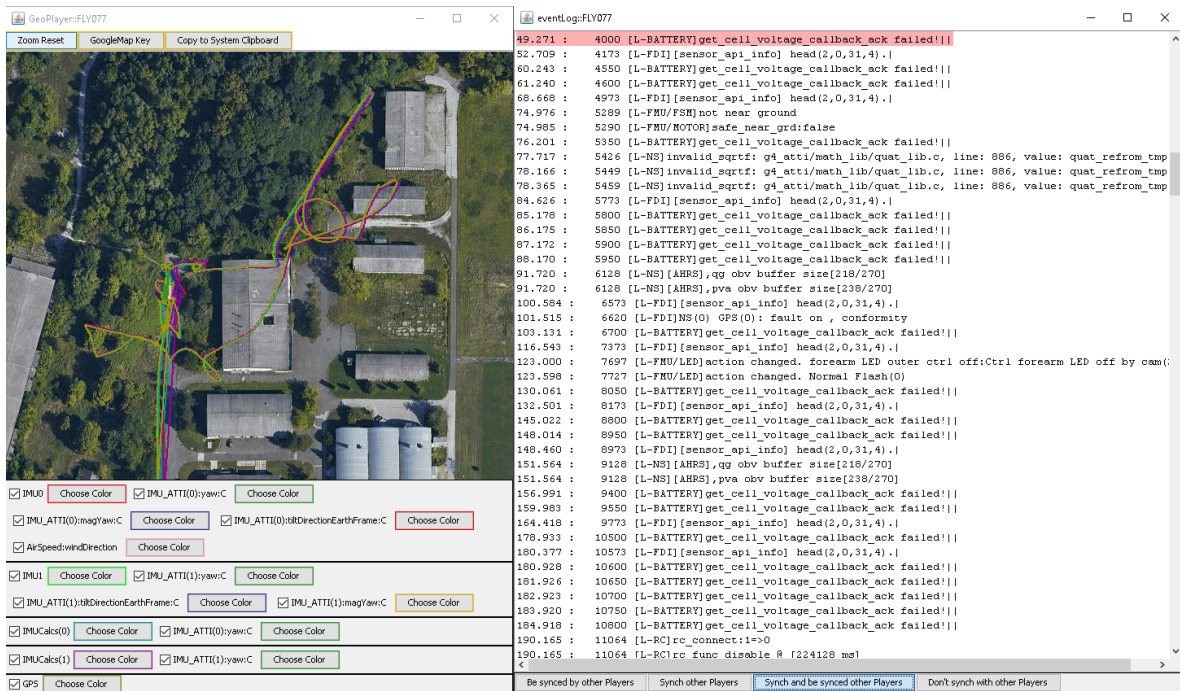 GeoPlayer::FLY077
Zoom Reset GoogleMap Key Copy to System Clipboard
IMU0 Choose Color IMU_ATTI(0):yaw:C Choose Color
IMU_ATTI(0):magYaw:C Choose Color IMU_ATTI(0):tiltDirectionEarthFrame:C Choose Color
AirSpeed:windDirection Choose Color
IMU1 Choose Color IMU_ATTI(1):yaw:C Choose Color
IMU_ATTI(1):tiltDirectionEarthFrame:C Choose Color IMU_ATTI(1):magYaw:C Choose Color
IMUCalcs(0) Choose Color IMU_ATTI(0):yaw:C Choose Color
IMUCalcs(1) Choose Color IMU_ATTI(1):yaw:C Choose Color
GPS Choose Color
eventLog::FLY077
49.271 : 4000 [L-BATTERY]get_cell_voltage_callback_ack failed!||
52.709 : 4173 [L-FDI][sensor_api_info] head(2,0,31,4).|
60.243 : 4550 [L-BATTERY]get_cell_voltage_callback_ack failed!||
61.240 : 4600 [L-BATTERY]get_cell_voltage_callback_ack failed!||
68.668 : 4973 [L-FDI][sensor_api_info] head(2,0,31,4).|
74.976 : 5289 [L-FMU/FSM]not near ground
74.985 : 5290 [L-FMU/MOTOR]safe_near_grd:false
76.201 : 5350 [L-BATTERY]get_cell_voltage_callback_ack failed!||
77.717 : 5426 [L-NS]invalid_sqrtf: g4_atti/math_lib/quat_lib.c, line: 886, value: quat_refrom_tmp
78.166 : 5449 [L-NS]invalid_sqrtf: g4_atti/math_lib/quat_lib.c, line: 886, value: quat_refrom_tmp
78.365 : 5459 [L-NS]invalid_sqrtf: g4_atti/math_lib/quat_lib.c, line: 886, value: quat_refrom_tmp
84.626 : 5773 [L-FDI][sensor_api_info] head(2,0,31,4).|
85.178 : 5800 [L-BATTERY]get_cell_voltage_callback_ack failed!||
86.175 : 5850 [L-BATTERY]get_cell_voltage_callback_ack failed!||
87.172 : 5900 [L-BATTERY]get_cell_voltage_callback_ack failed!||
88.170 : 5950 [L-BATTERY]get_cell_voltage_callback_ack failed!||
91.720 : 6128 [L-NS][AHRS],qg obv buffer size[218/270]
91.720 : 6128 [L-NS][AHRS],pva obv buffer size[238/270]
100.584 : 6573 [L-FDI][sensor_api_info] head(2,0,31,4).|
101.515 : 6620 [L-FDI]NS(0) GPS(0): fault on , conformity
103.131 : 6700 [L-BATTERY]get_cell_voltage_callback_ack failed!||
116.543 : 7373 [L-FDI][sensor_api_info] head(2,0,31,4).|
123.000 : 7697 [L-FMU/LED]action changed. forearm LED outer ctrl off:Ctrl forearm LED off by cam(
123.598 : 7727 [L-FMU/LED]action changed. Normal Flash(0)
130.061 : 8050 [L-BATTERY]get_cell_voltage_callback_ack failed!||
132.501 : 8173 [L-FDI][sensor_api_info] head(2,0,31,4).|
145.022 : 8800 [L-BATTERY]get_cell_voltage_callback_ack failed!||
148.014 : 8950 [L-BATTERY]get_cell_voltage_callback_ack failed!||
148.460 : 8973 [L-FDI][sensor_api_info] head(2,0,31,4).|
151.564 : 9128 [L-NS][AHRS],qg obv buffer size[218/270]
151.564 : 9128 [L-NS][AHRS],pva obv buffer size[238/270]
156.991 : 9400 [L-BATTERY]get_cell_voltage_callback_ack failed!||
159.983 : 9550 [L-BATTERY]get_cell_voltage_callback_ack failed!||
164.418 : 9773 [L-FDI][sensor_api_info] head(2,0,31,4).|
178.933 : 10500 [L-BATTERY]get_cell_voltage_callback_ack failed!||
180.377 : 10573 [L-FDI][sensor_api_info] head(2,0,31,4).|
180.928 : 10600 [L-BATTERY]get_cell_voltage_callback_ack failed!||
181.926 : 10650 [L-BATTERY]get_cell_voltage_callback_ack failed!||
182.923 : 10700 [L-BATTERY]get_cell_voltage_callback_ack failed!||
183.920 : 10750 [L-BATTERY]get_cell_voltage_callback_ack failed!||
184.918 : 10800 [L-BATTERY]get_cell_voltage_callback_ack failed!||
190.165 : 11064 [L-RC]rc_connect:1=>0
190.165 : 11064 [L-RC]rc func disable @ [224128 ms]
Be synced by other Players Synch other Players Synch and be synced other Players Don't synch with other Players